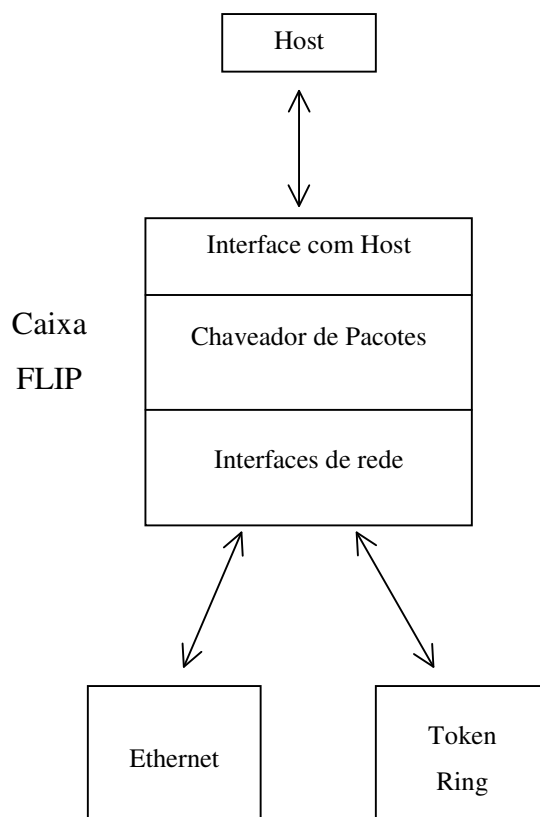 Host
Interface com Host
Caixa
FLIP
Chaveador de Pacotes
Interfaces de rede
Ethernet
Token
Ring